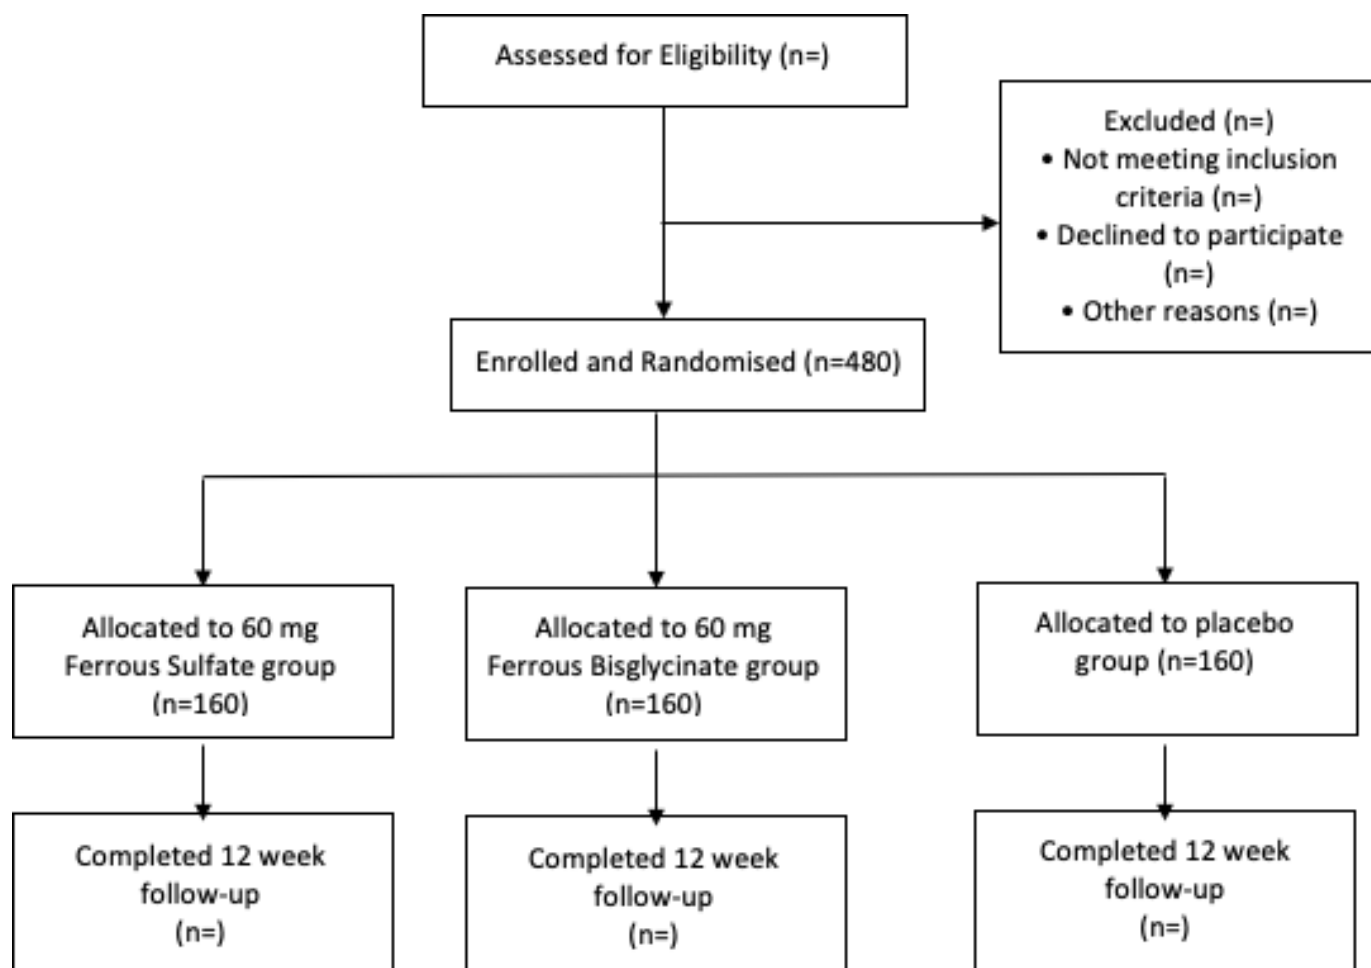 Assessed for Eligibility (n=)
Excluded (n=)
• Not meeting inclusion
criteria (n=)
• Declined to participate
(n=)
• Other reasons (n=)
Enrolled and Randomised (n=480)
Allocated to 60 mg
Ferrous Sulfate group
(n=160)
Allocated to 60 mg
Ferrous Bisglycinate group
(n=160)
Allocated to placebo
group (n=160)
Completed 12 week
follow-up
(n=)
Completed 12 week
follow-up
(n=)
Completed 12 week
follow-up
(n=)